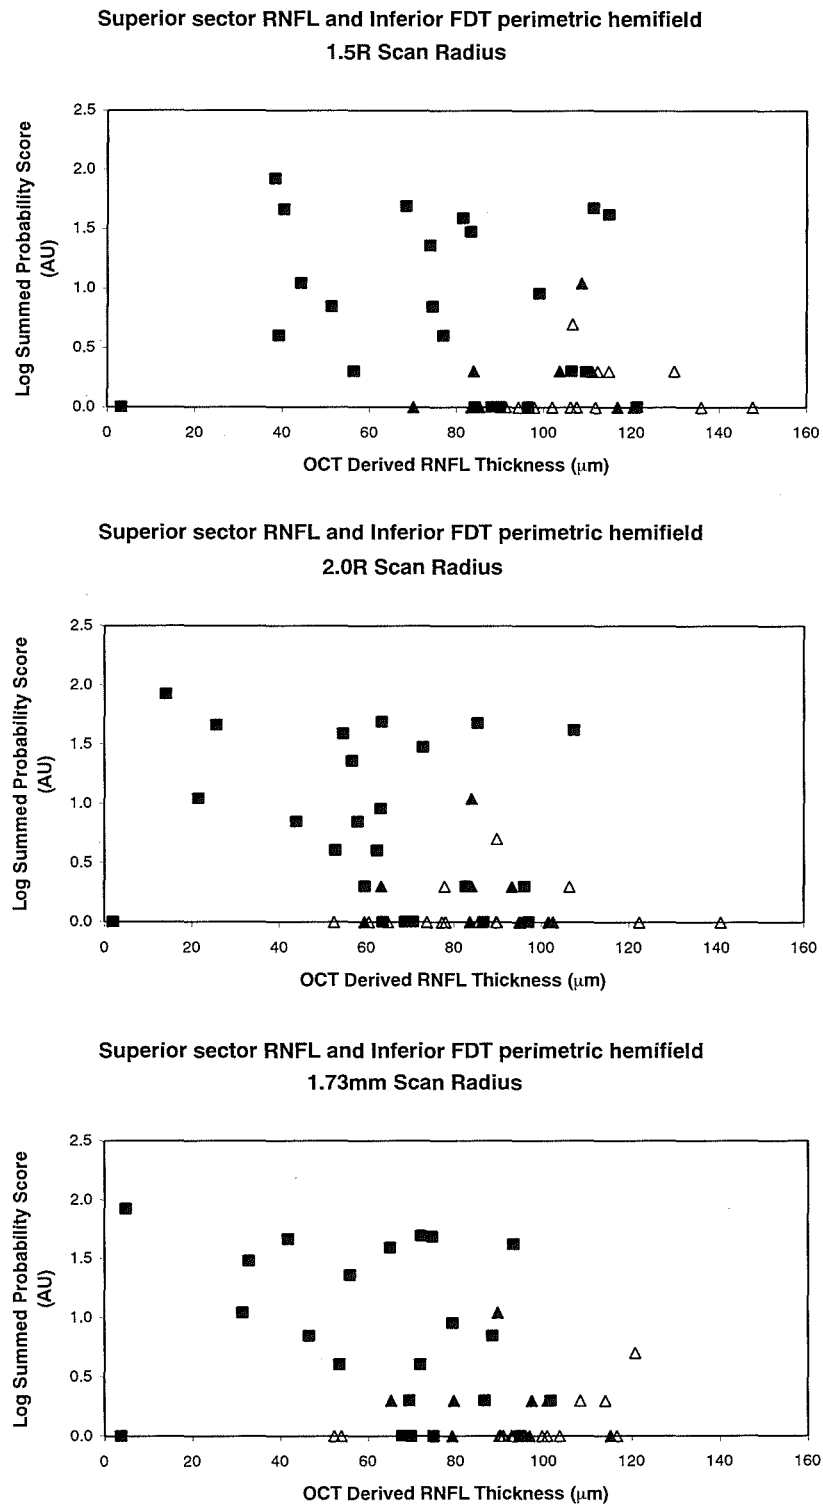 Superior sector RNFL and Inferior FDT perimetric hemifield
1.5R Scan Radius
Log Summed Probability Score
(AU)
2.5
2.0
1.5
1.0
0.5
0.0
0 20 40 60 80 100 120 140 160
OCT Derived RNFL Thickness (μm)
Superior sector RNFL and Inferior FDT perimetric hemifield
2.0R Scan Radius
Log Summed Probability Score
(AU)
2.5
2.0
1.5
1.0
0.5
0.0
0 20 40 60 80 100 120 140 160
OCT Derived RNFL Thickness (μm)
Superior sector RNFL and Inferior FDT perimetric hemifield
1.73mm Scan Radius
Log Summed Probability Score
(AU)
2.5
2.0
1.5
1.0
0.5
0.0
0 20 40 60 80 100 120 140 160
OCT Derived RNFL Thickness (μm)